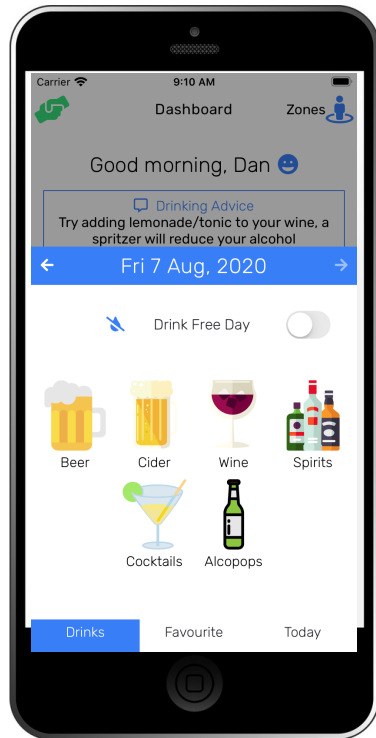 Carrier 9:10 AM
Dashboard Zones
Good morning, Dan
Drinking Advice
Try adding lemonade/tonic to your wine, a
spritzer will reduce your alcohol
Fri 7 Aug, 2020
Drink Free Day
Beer Cider Wine Spirits
Cocktails Alcopops
Drinks Favourite Today